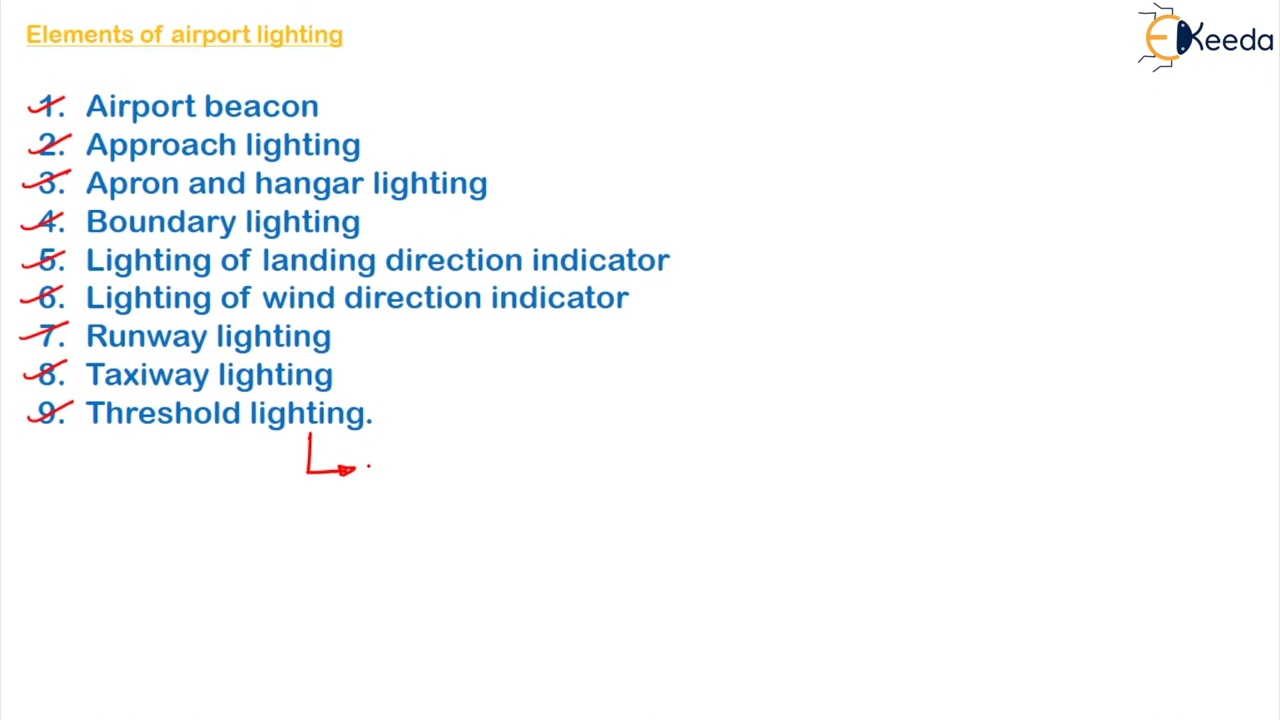 Elements of airport lighting
EKeeda
1. Airport beacon
2. Approach lighting
3. Apron and hangar lighting
4. Boundary lighting
5. Lighting of landing direction indicator
6. Lighting of wind direction indicator
7. Runway lighting
8. Taxiway lighting
9. Threshold lighting.